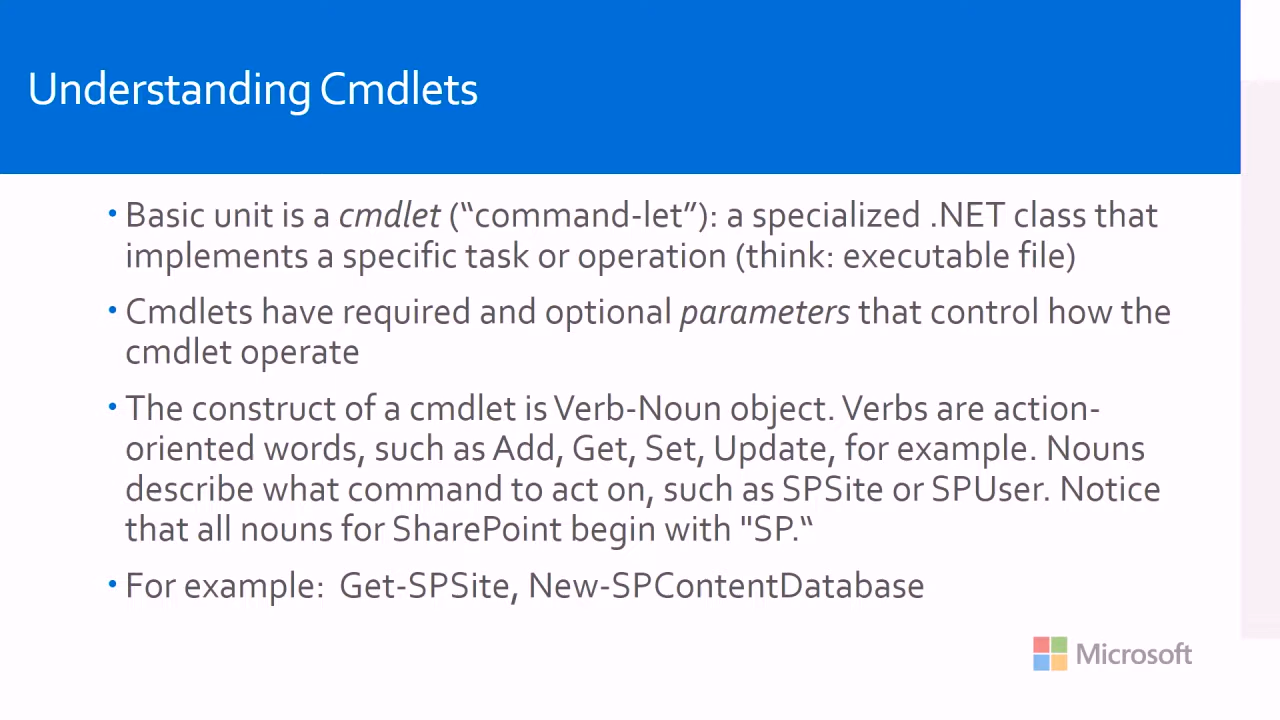 Understanding Cmdlets
• Basic unit is a cmdlet (“command-let”): a specialized .NET class that
implements a specific task or operation (think: executable file)
• Cmdlets have required and optional parameters that control how the
cmdlet operate
• The construct of a cmdlet is Verb-Noun object. Verbs are action-
oriented words, such as Add, Get, Set, Update, for example. Nouns
describe what command to act on, such as SPSite or SPUser. Notice
that all nouns for SharePoint begin with "SP.“
• For example:  Get-SPSite, New-SPContentDatabase
Microsoft